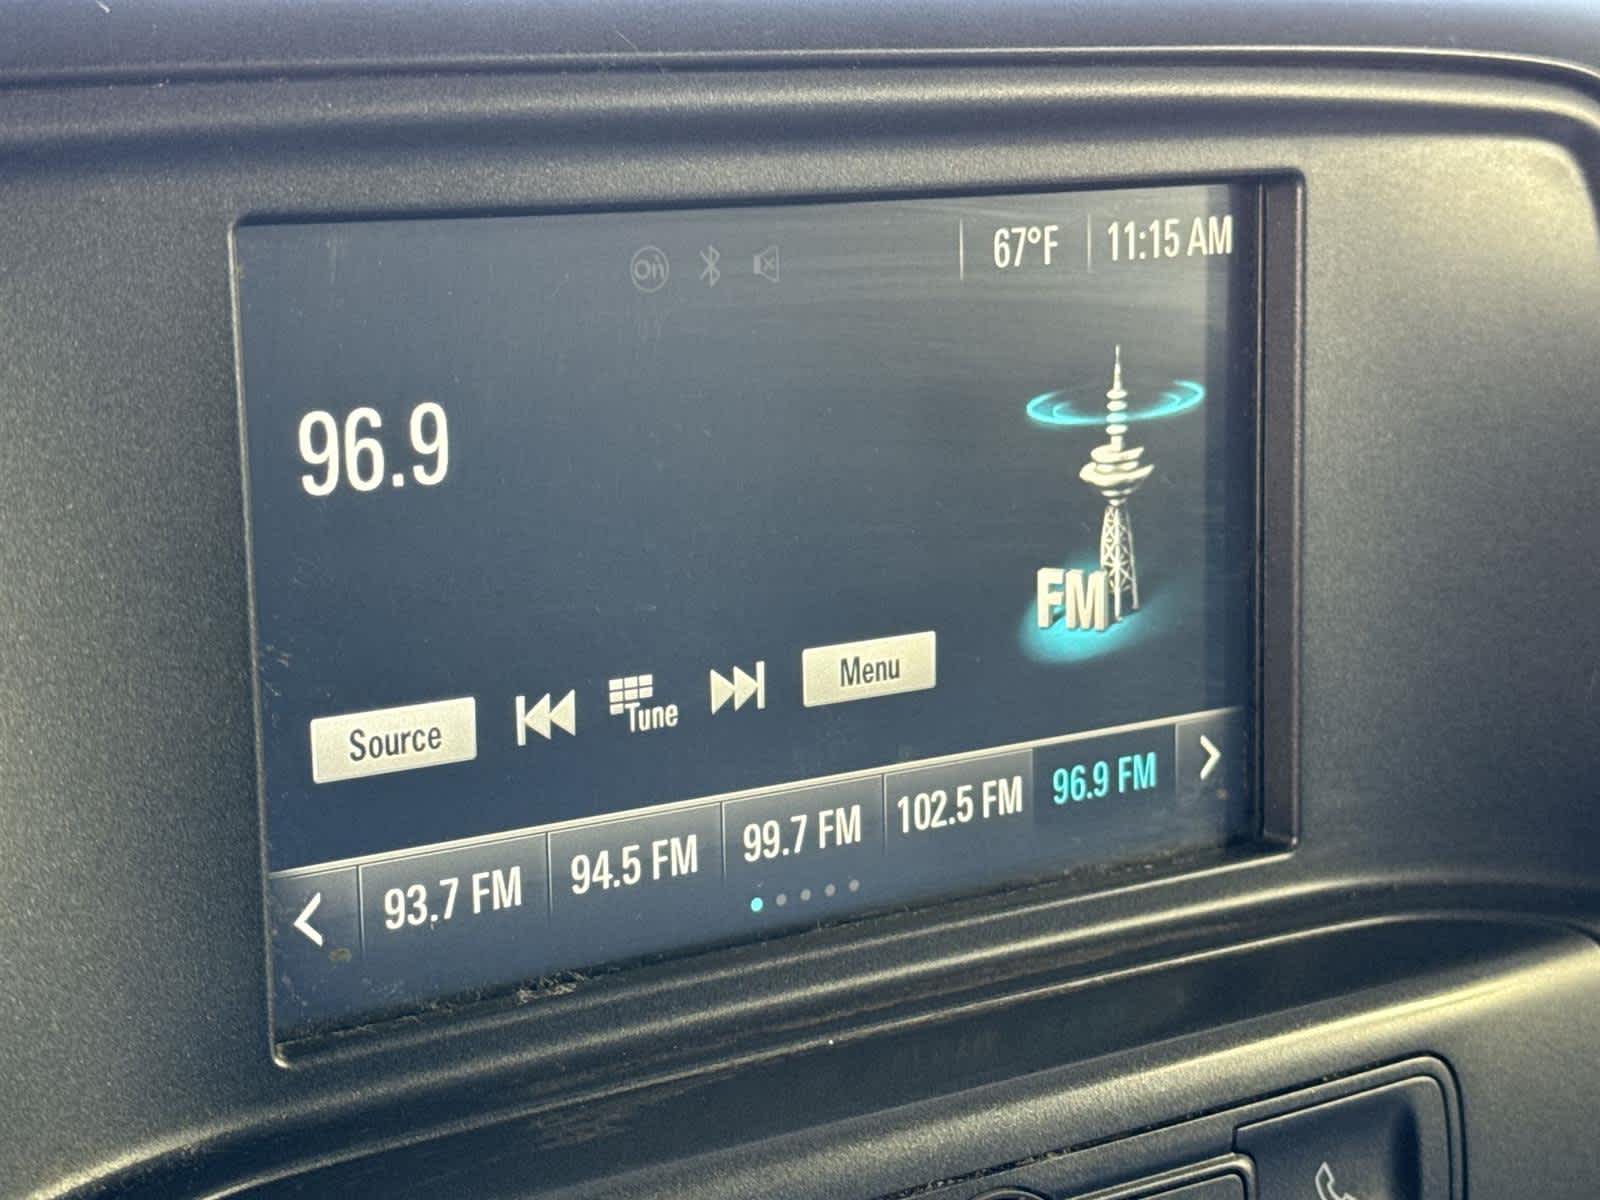 On
67°F
11:15 AM
96.9
FM
Source
Tune
Menu
93.7 FM
94.5 FM
99.7 FM
102.5 FM
96.9 FM